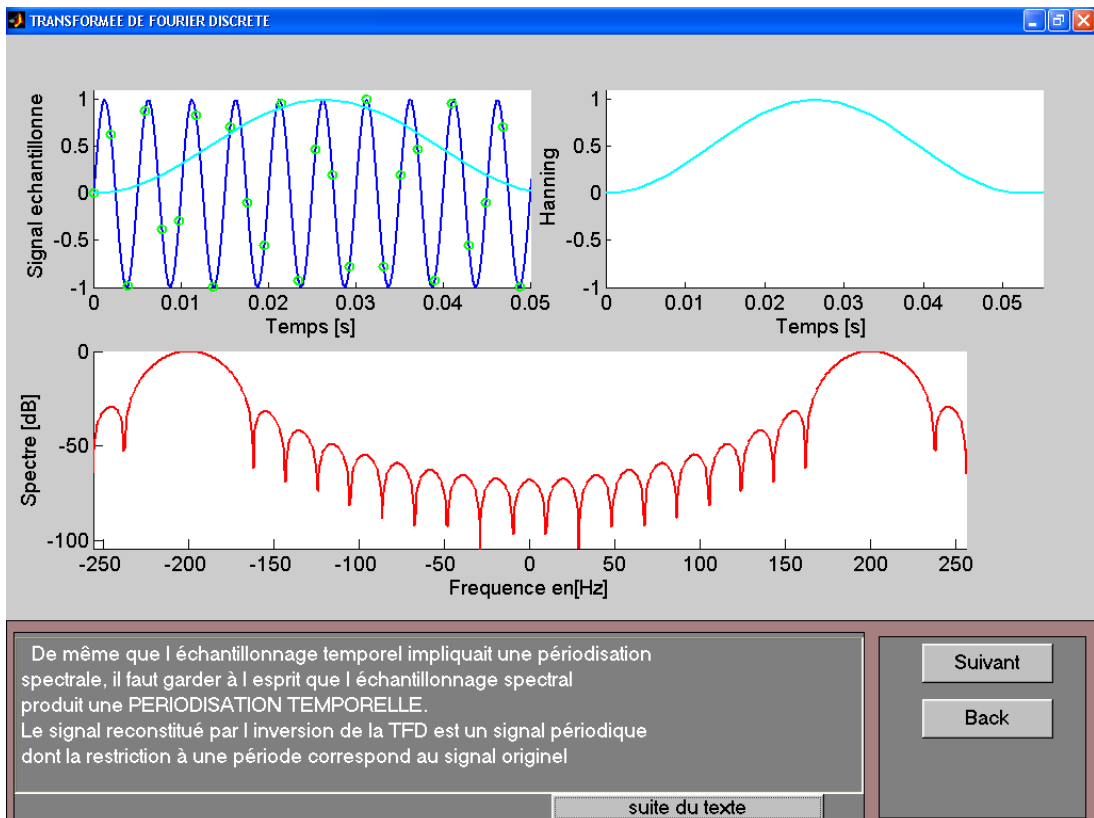 TRANSFORMEE DE FOURIER DISCRETE
Signal echantillonne
1
0.5
0
-0.5
-1
0 0.01 0.02 0.03 0.04 0.05
Temps [s]
Hanning
1
0.5
0
-0.5
-1
0 0.01 0.02 0.03 0.04 0.05
Temps [s]
Spectre [dB]
0
-50
-100
-250 -200 -150 -100 -50 0 50 100 150 200 250
Frequence en[Hz]
De même que l échantillonnage temporel impliquait une périodisation
spectrale, il faut garder à l esprit que l échantillonnage spectral
produit une PERIODISATION TEMPORELLE.
Le signal reconstitué par l inversion de la TFD est un signal périodique
dont la restriction à une période correspond au signal originel
suite du texte
Suivant
Back